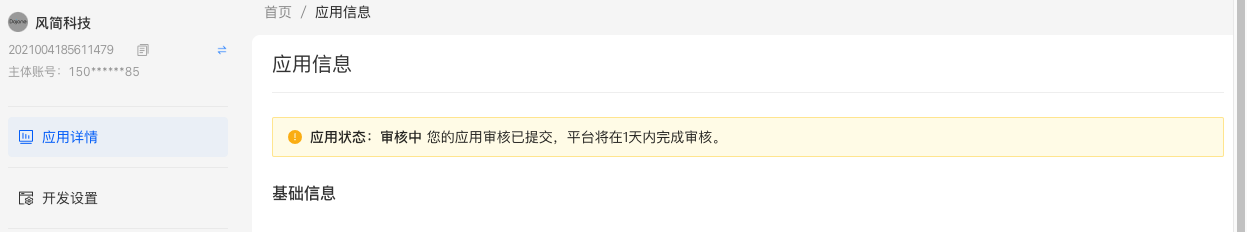 风简科技
2021004185611479
主体账号：150******85
应用详情
开发设置
首页 / 应用信息
应用信息
应用状态：审核中 您的应用审核已提交，平台将在1天内完成审核。
基础信息